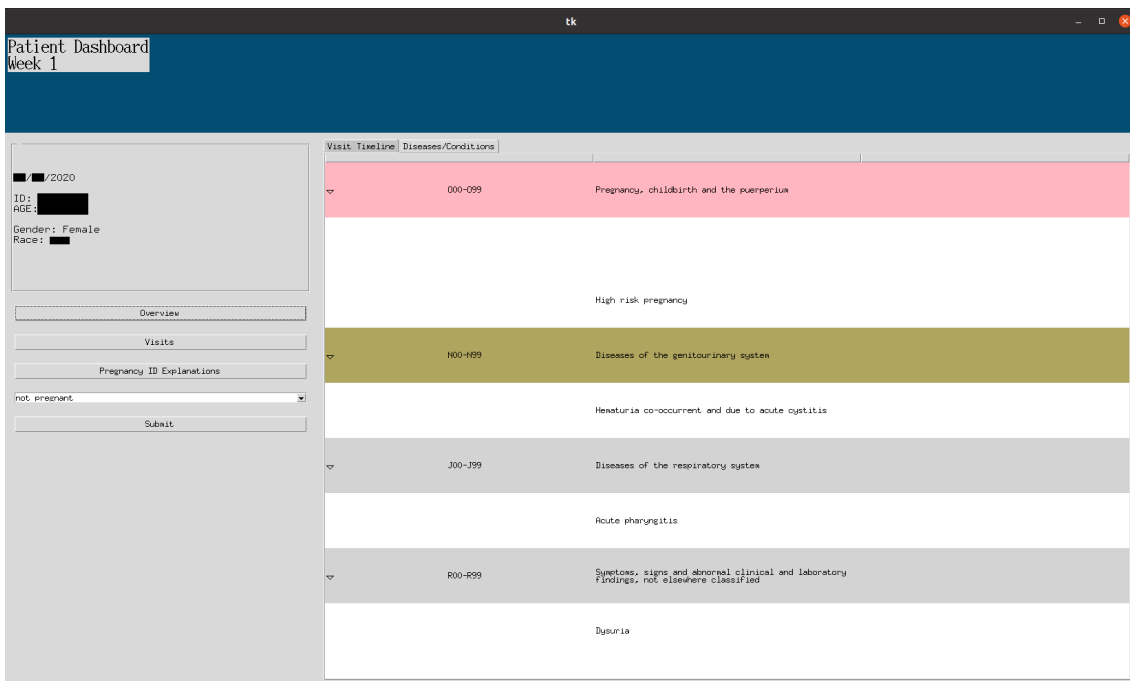 tk
Patient Dashboard
Week 1
/2020
ID:
AGE:
Gender: Female
Race:
Overview
Visits
Pregnancy ID Explanations
not pregnant
Submit
Visit Timeline Diseases/Conditions
O00-O99 Pregnancy, childbirth and the puerperium
High risk pregnancy
N00-N99 Diseases of the genitourinary system
Hematuria co-occurrent and due to acute cystitis
J00-J99 Diseases of the respiratory system
Acute pharyngitis
R00-R99 Symptoms, signs and abnormal clinical and laboratory
findings, not elsewhere classified
Dysuria